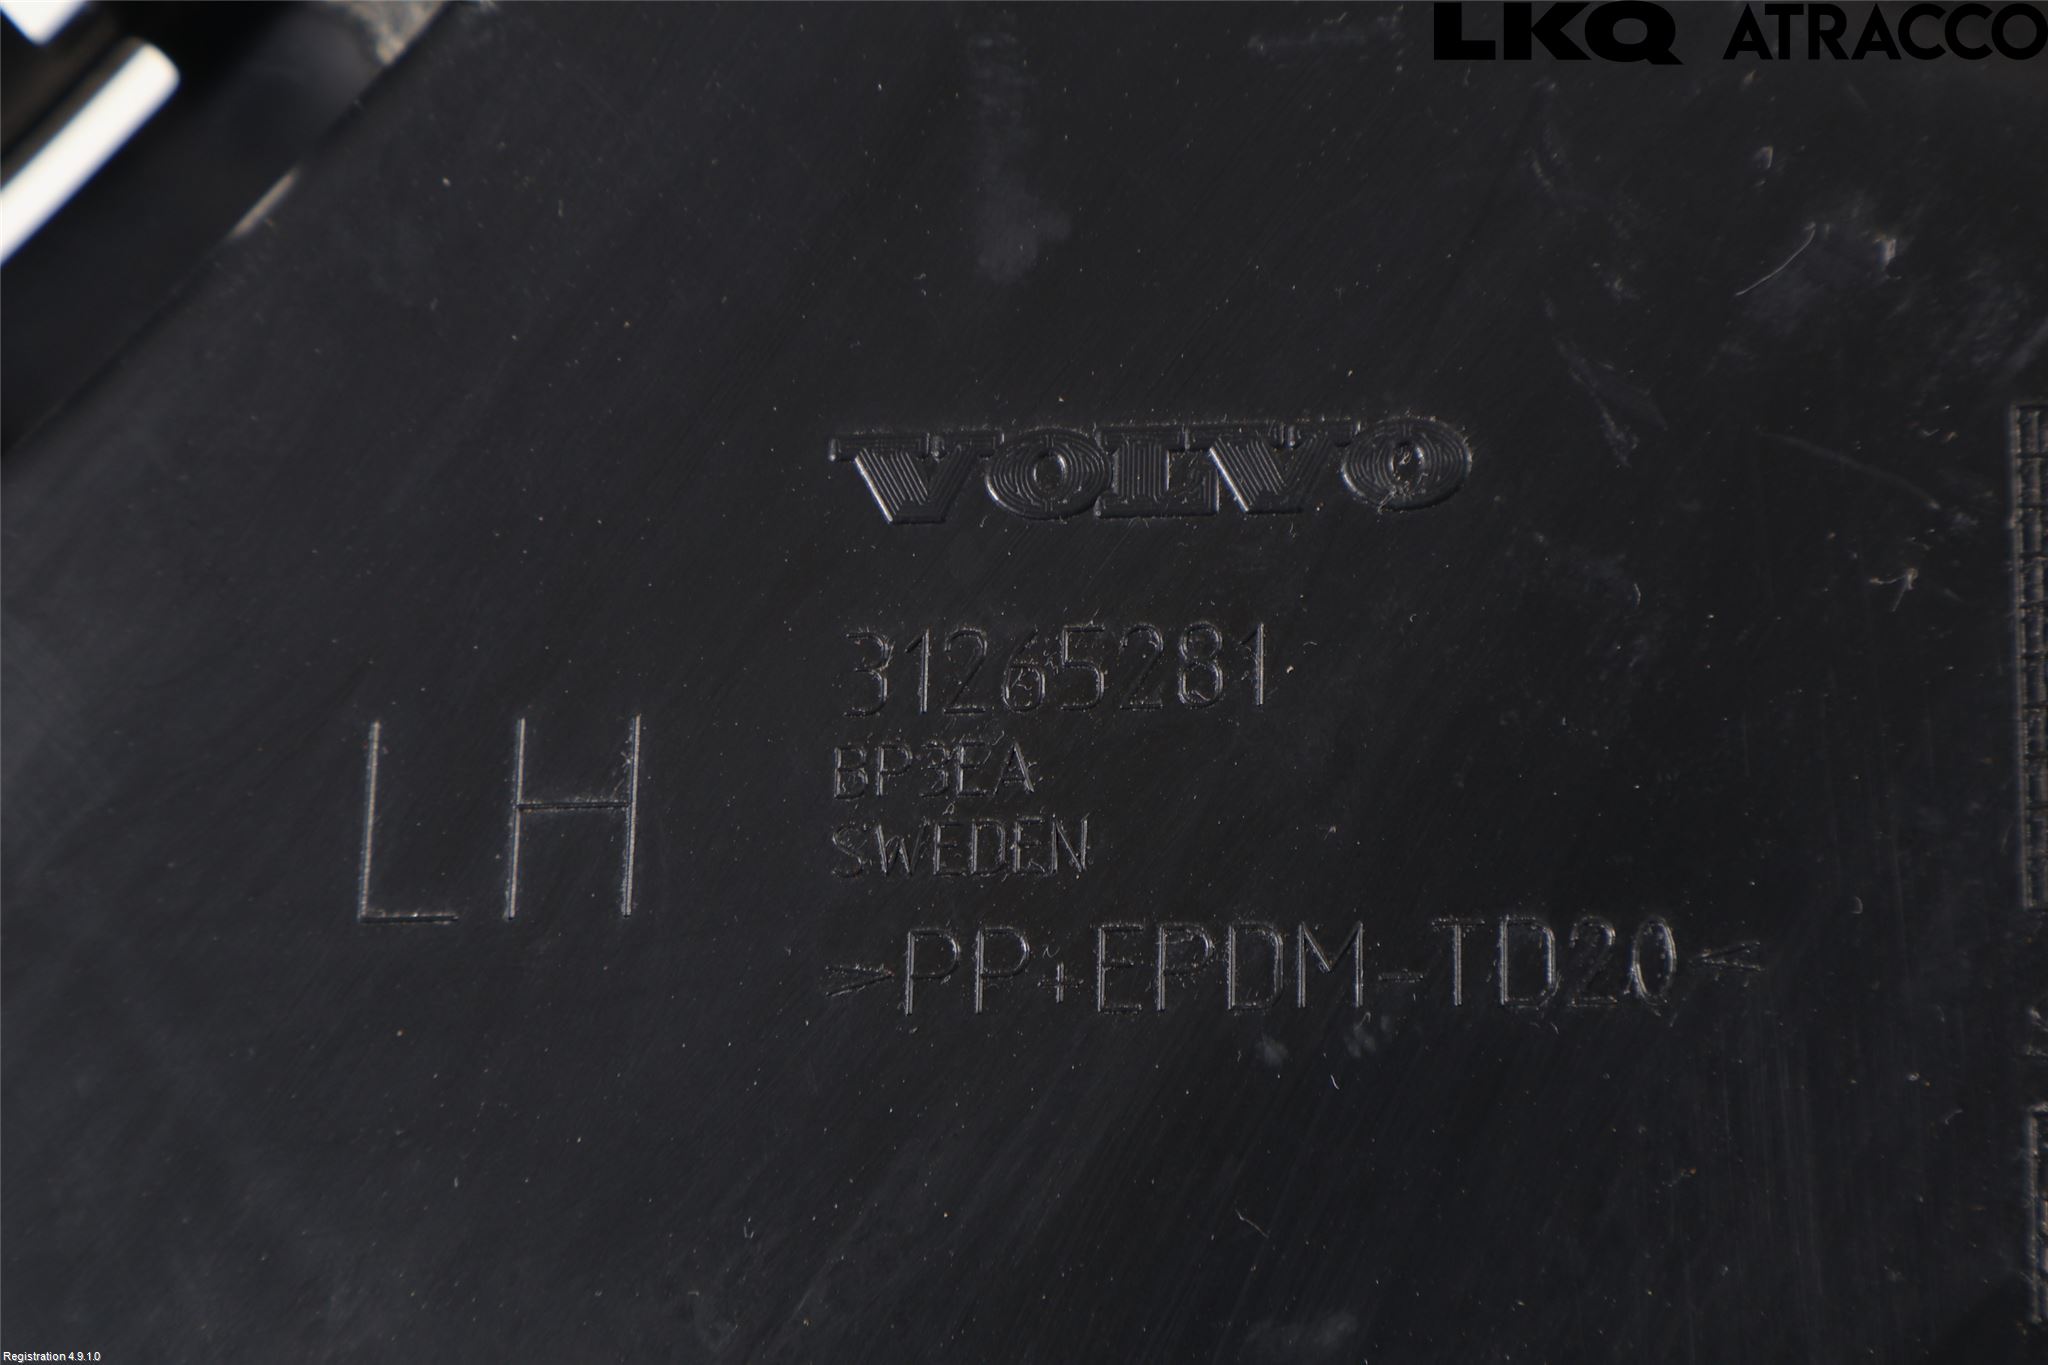 LKQ ATRACCO
VOLVO
31265281
BP3EA
SWEDEN
LH
>PP+EPDM-TD20<
Registration 4.9.1.0